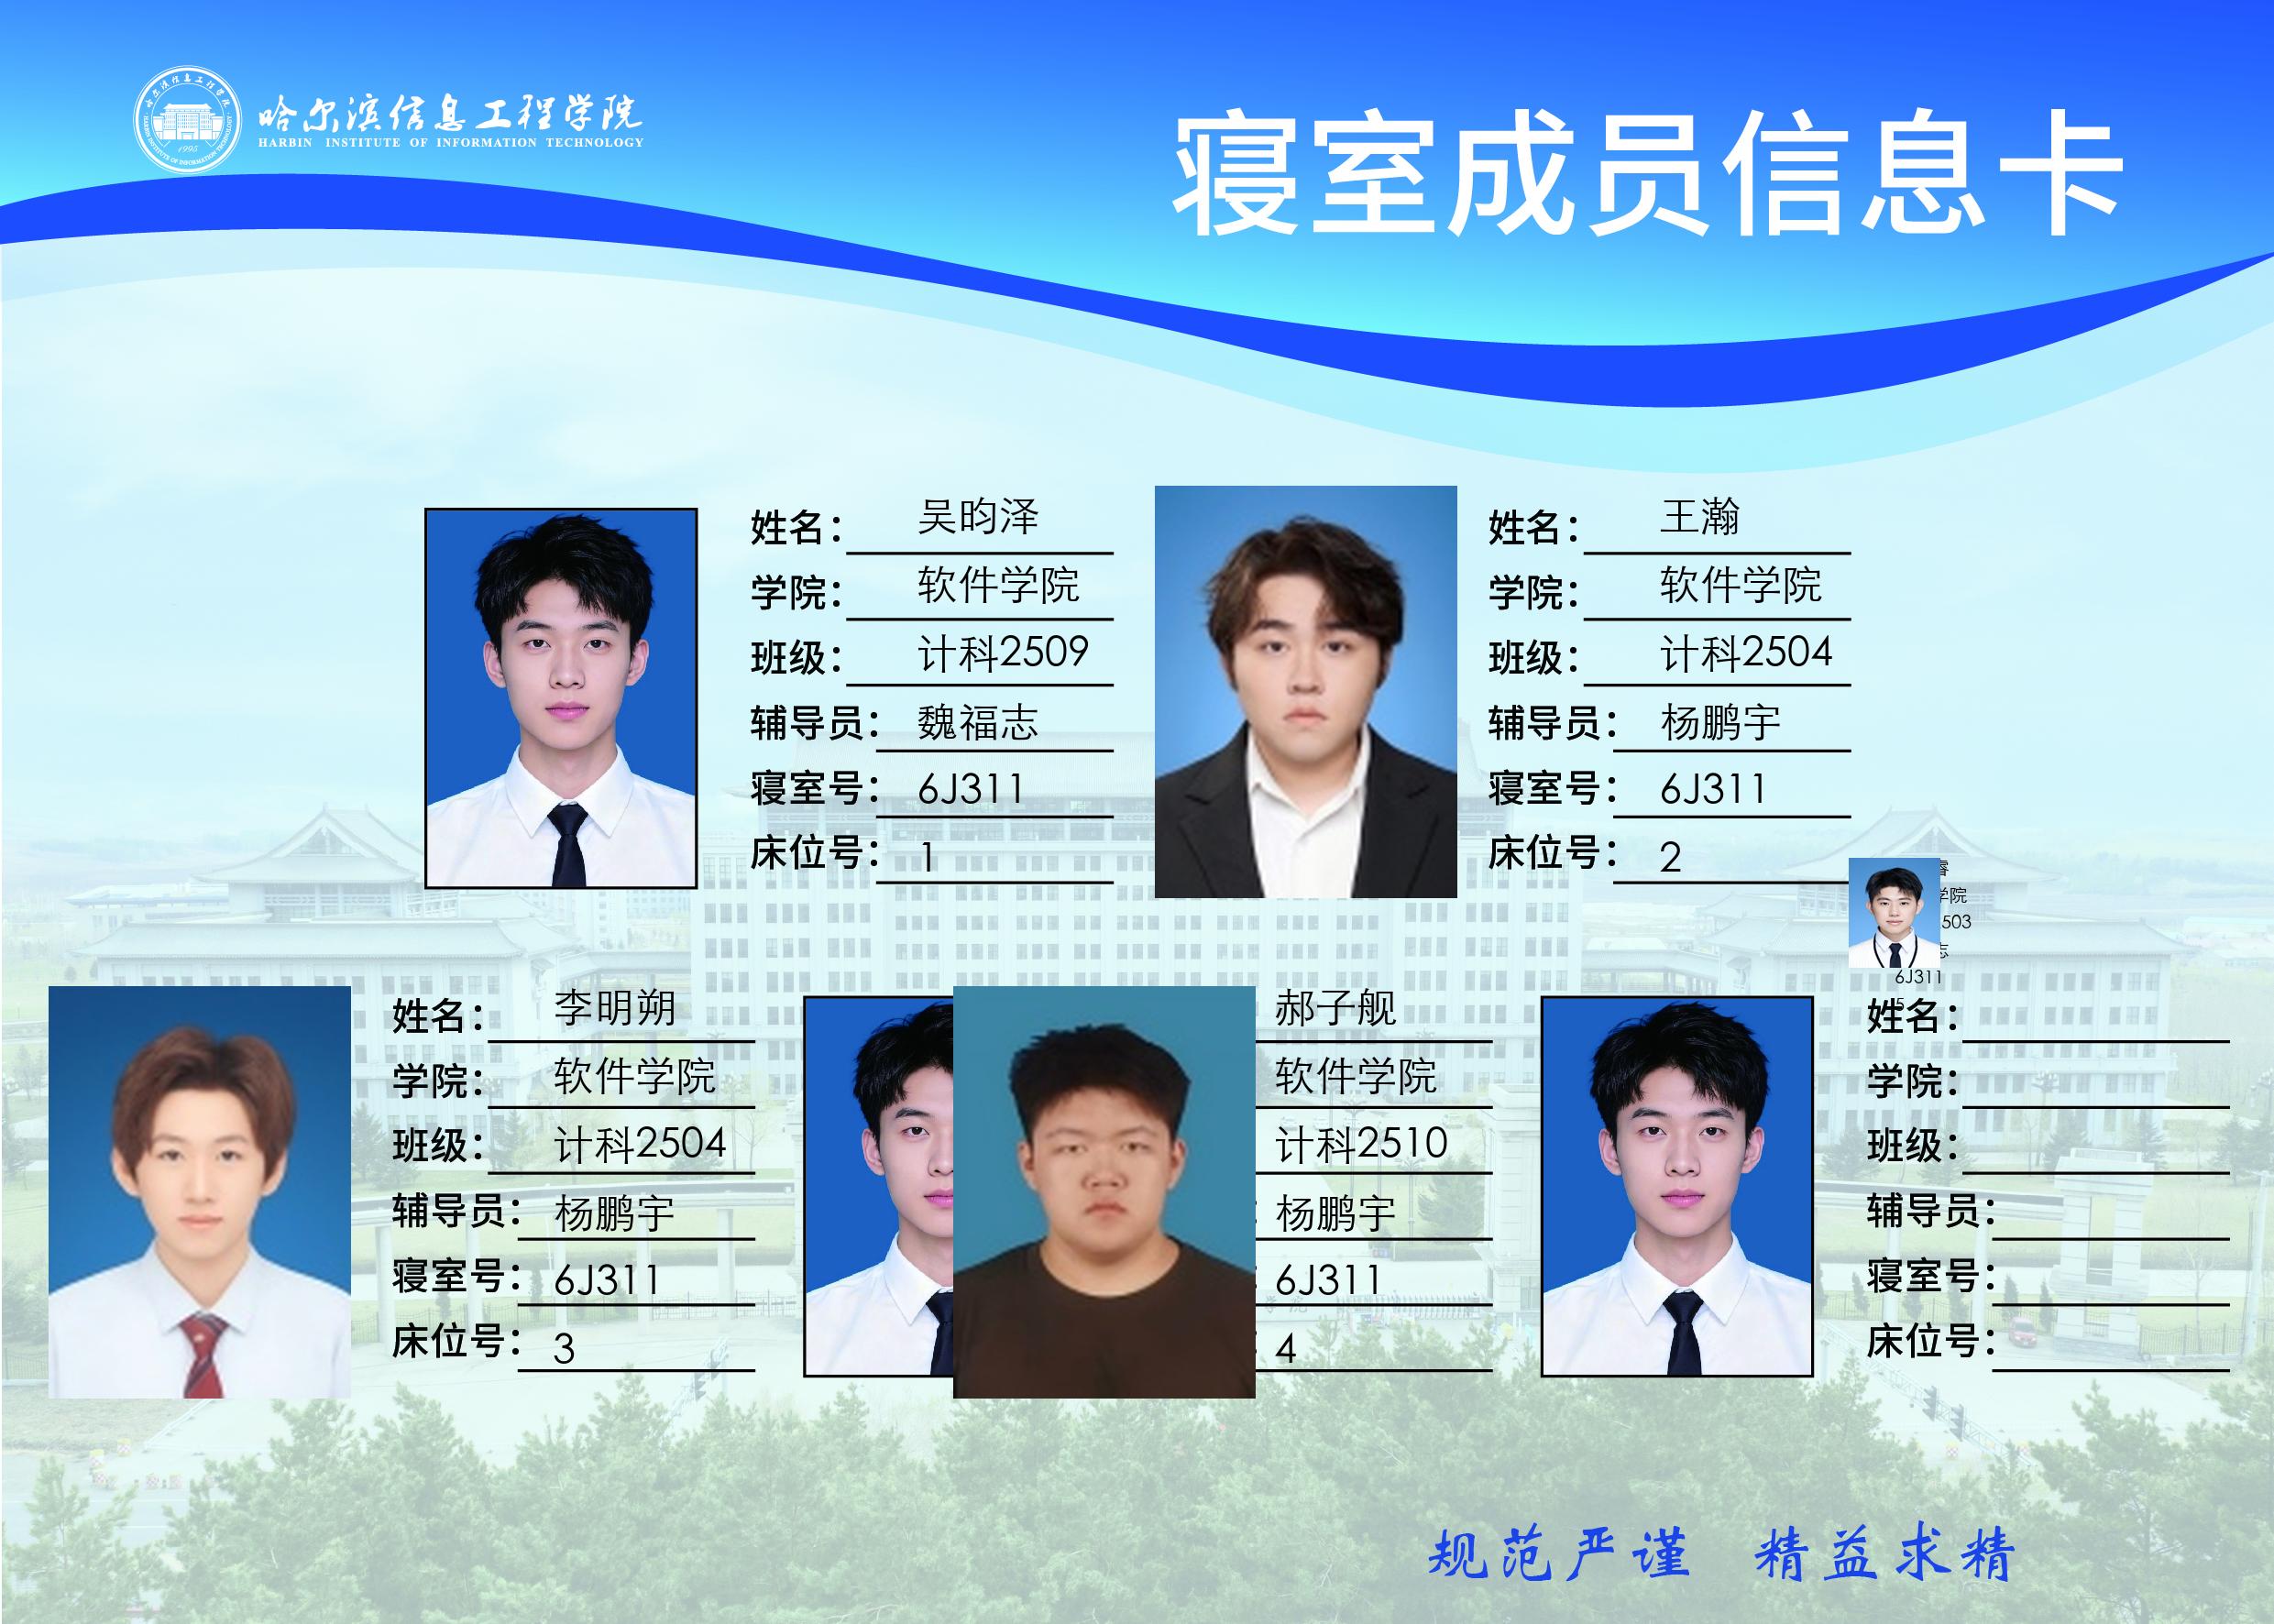 哈尔滨信息工程学院
HARBIN INSTITUTE OF INFORMATION TECHNOLOGY
1995
寝室成员信息卡
姓名： 吴昀泽
学院： 软件学院
班级： 计科2509
辅导员： 魏福志
寝室号： 6J311
床位号： 1
姓名： 王瀚
学院： 软件学院
班级： 计科2504
辅导员： 杨鹏宇
寝室号： 6J311
床位号： 2
睿
学院
503
志
6J311
5
姓名： 李明朔
学院： 软件学院
班级： 计科2504
辅导员： 杨鹏宇
寝室号： 6J311
床位号： 3
郝子舰
软件学院
计科2510
杨鹏宇
6J311
4
姓名：
学院：
班级：
辅导员：
寝室号：
床位号：
规范严谨 精益求精